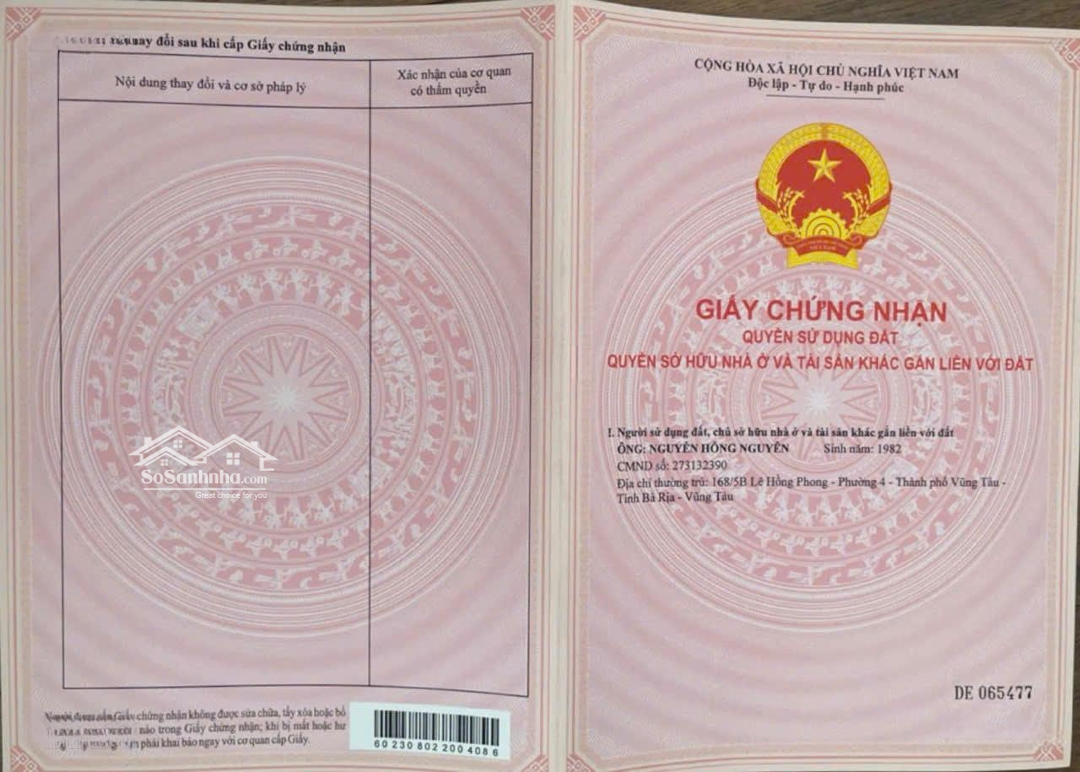 thay đổi sau khi cấp Giấy chứng nhận
Nội dung thay đổi và cơ sở pháp lý
Xác nhận của cơ quan
có thẩm quyền
SoSanhnha.com
Great choice for you
Giấy chứng nhận không được sửa chữa, tẩy xóa hoặc bổ
nào trong Giấy chứng nhận; khi bị mất hoặc hư
phải khai báo ngay với cơ quan cấp Giấy.
602308022004086
CỘNG HÒA XÃ HỘI CHỦ NGHĨA VIỆT NAM
Độc lập - Tự do - Hạnh phúc
GIẤY CHỨNG NHẬN
QUYỀN SỬ DỤNG ĐẤT
QUYỀN SỞ HỮU NHÀ Ở VÀ TÀI SẢN KHÁC GẮN LIỀN VỚI ĐẤT
I. Người sử dụng đất, chủ sở hữu nhà ở và tài sản khác gắn liền với đất
ÔNG: NGUYỄN HỒNG NGUYÊN Sinh năm: 1982
CMND số: 273132390
Địa chỉ thường trú: 168/5B Lê Hồng Phong - Phường 4 - Thành phố Vũng Tàu -
Tỉnh Bà Rịa - Vũng Tàu
DE 065477